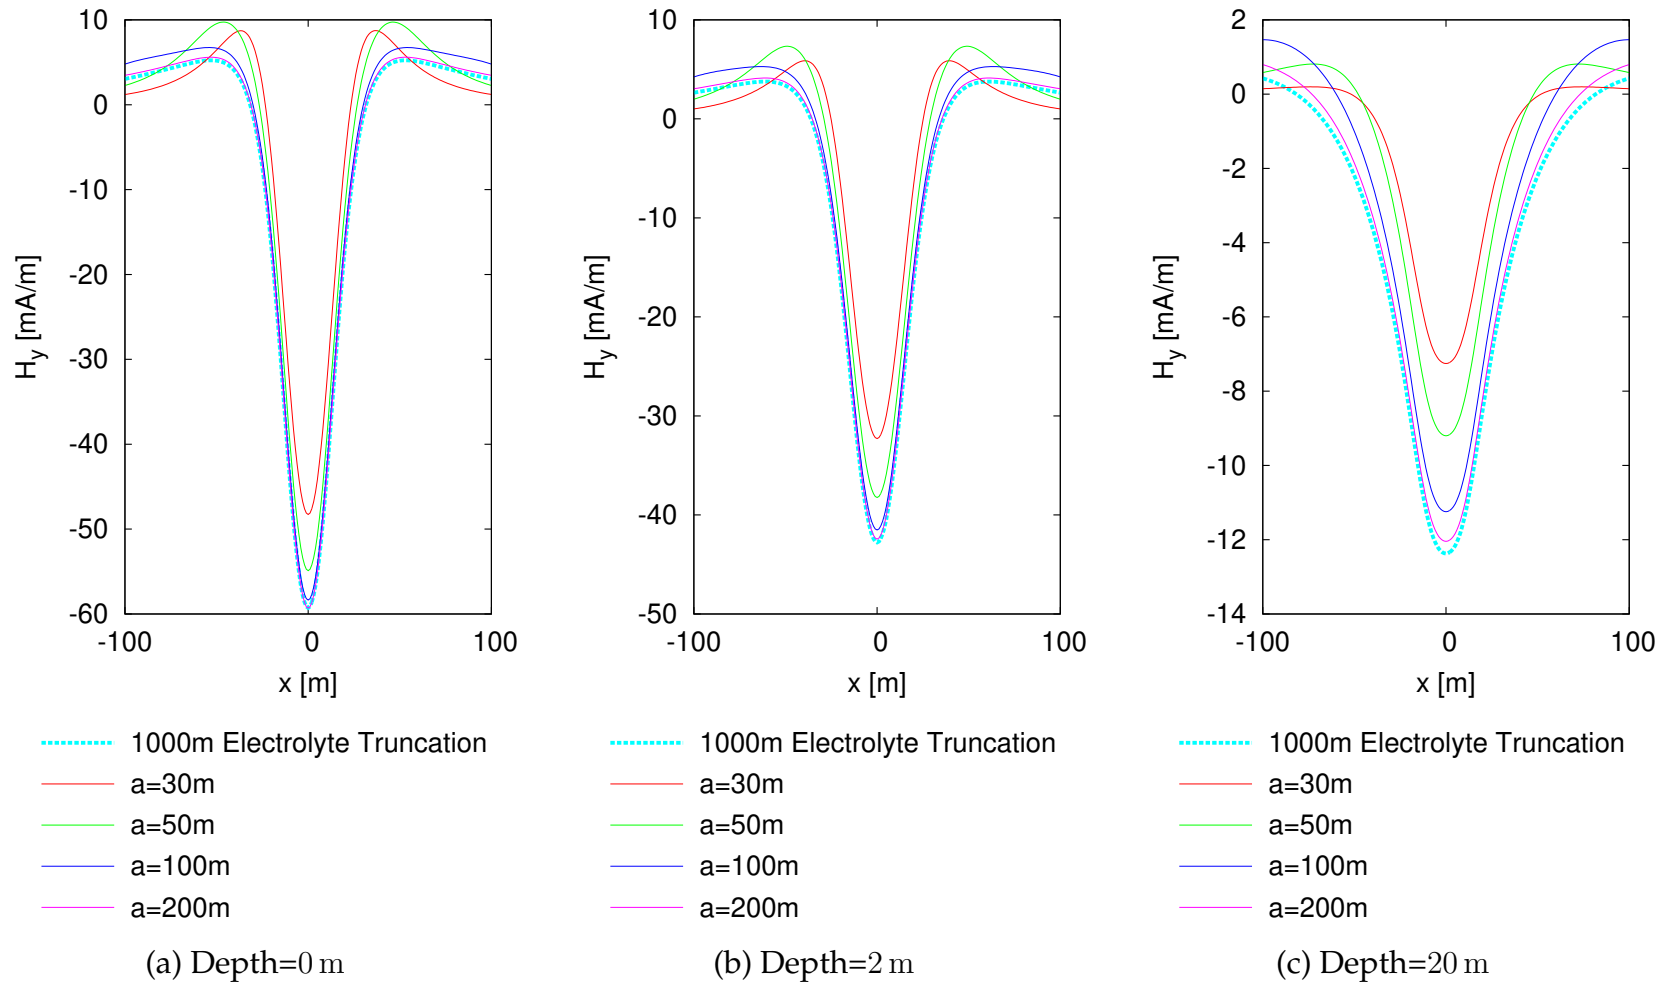 10
0
-10
-20
-30
-40
-50
-60
-100
0
100
H_y [mA/m]
x [m]
1000m Electrolyte Truncation
a=30m
a=50m
a=100m
a=200m
(a) Depth=0 m
10
0
-10
-20
-30
-40
-50
-100
0
100
H_y [mA/m]
x [m]
1000m Electrolyte Truncation
a=30m
a=50m
a=100m
a=200m
(b) Depth=2 m
2
0
-2
-4
-6
-8
-10
-12
-14
-100
0
100
H_y [mA/m]
x [m]
1000m Electrolyte Truncation
a=30m
a=50m
a=100m
a=200m
(c) Depth=20 m